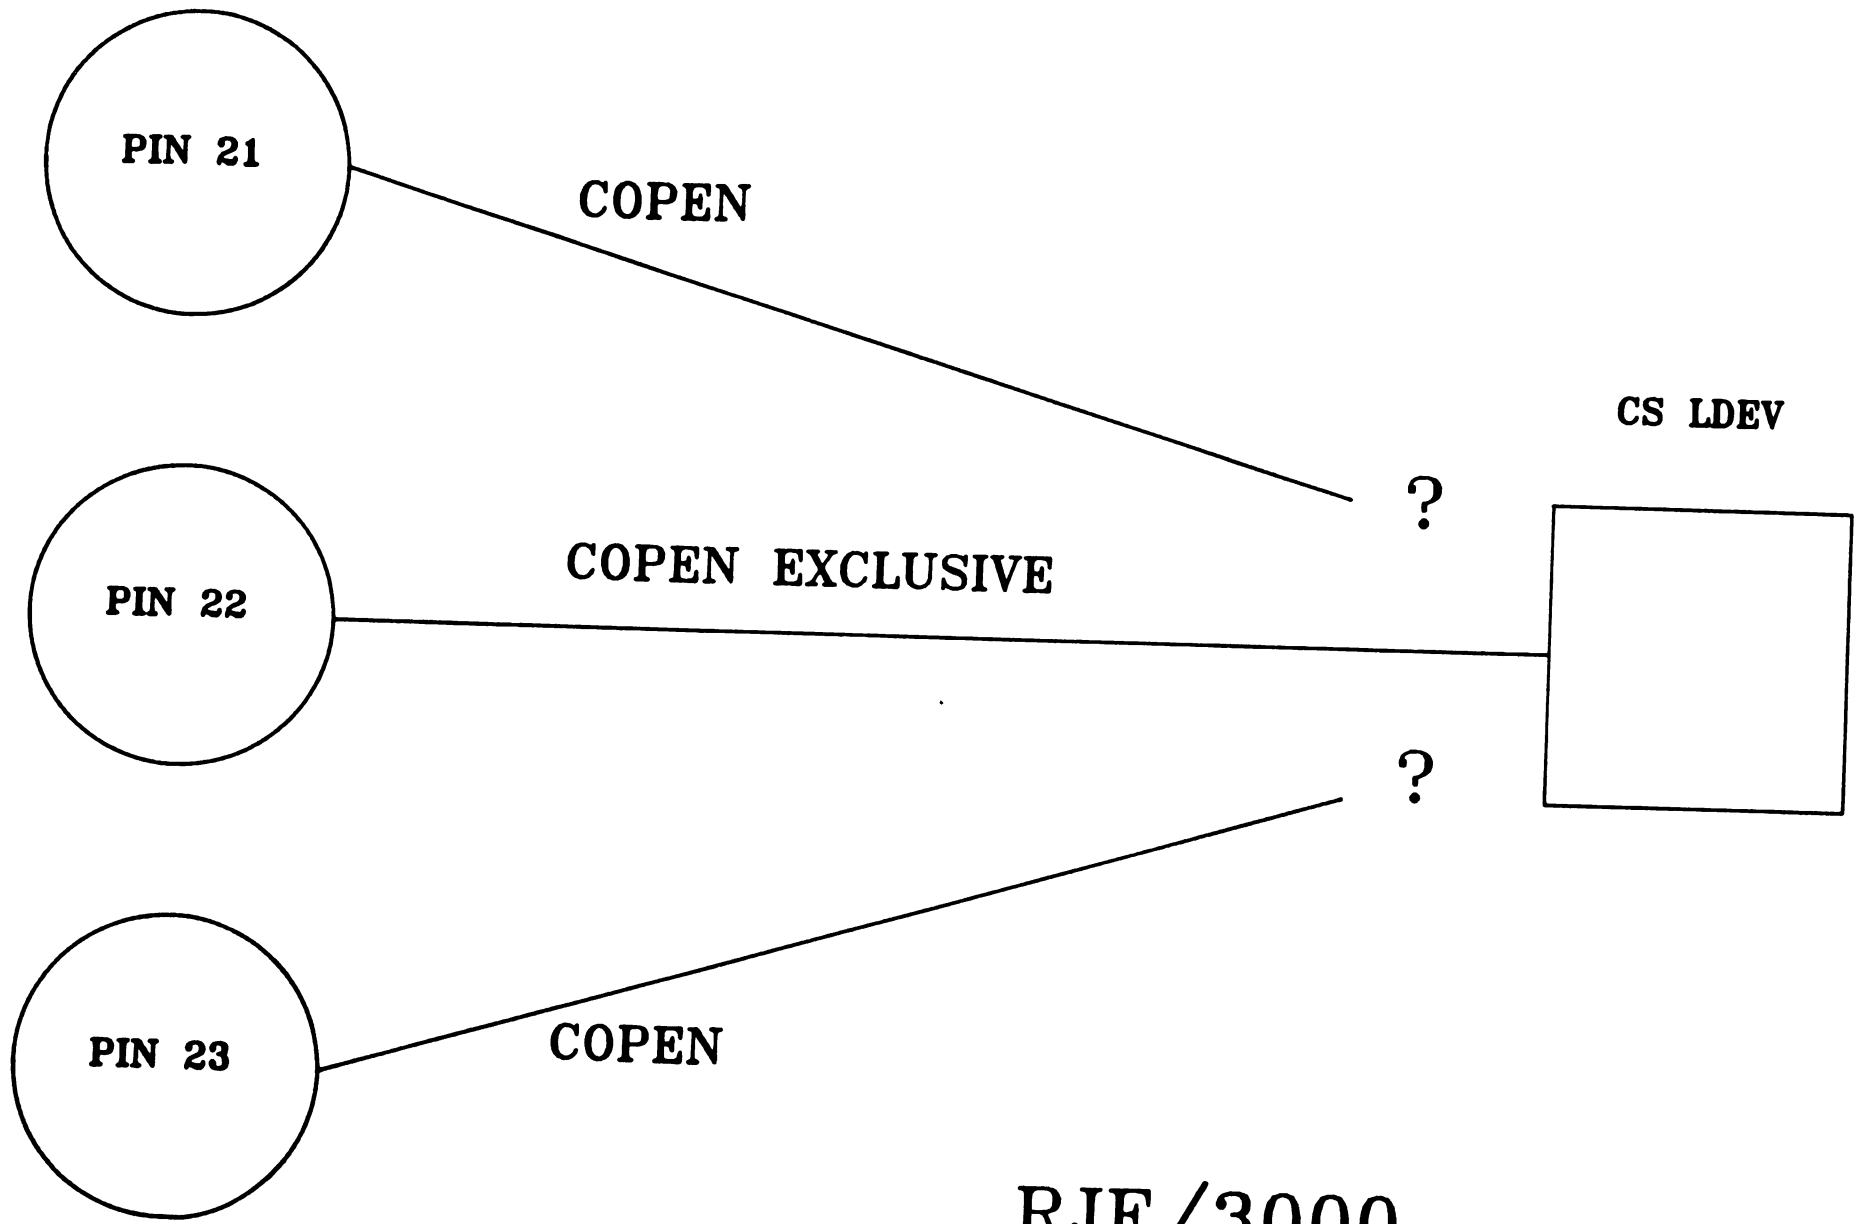 PIN 21
COPEN
CS LDEV
?
COPEN EXCLUSIVE
PIN 22
?
COPEN
PIN 23
RJE/3000